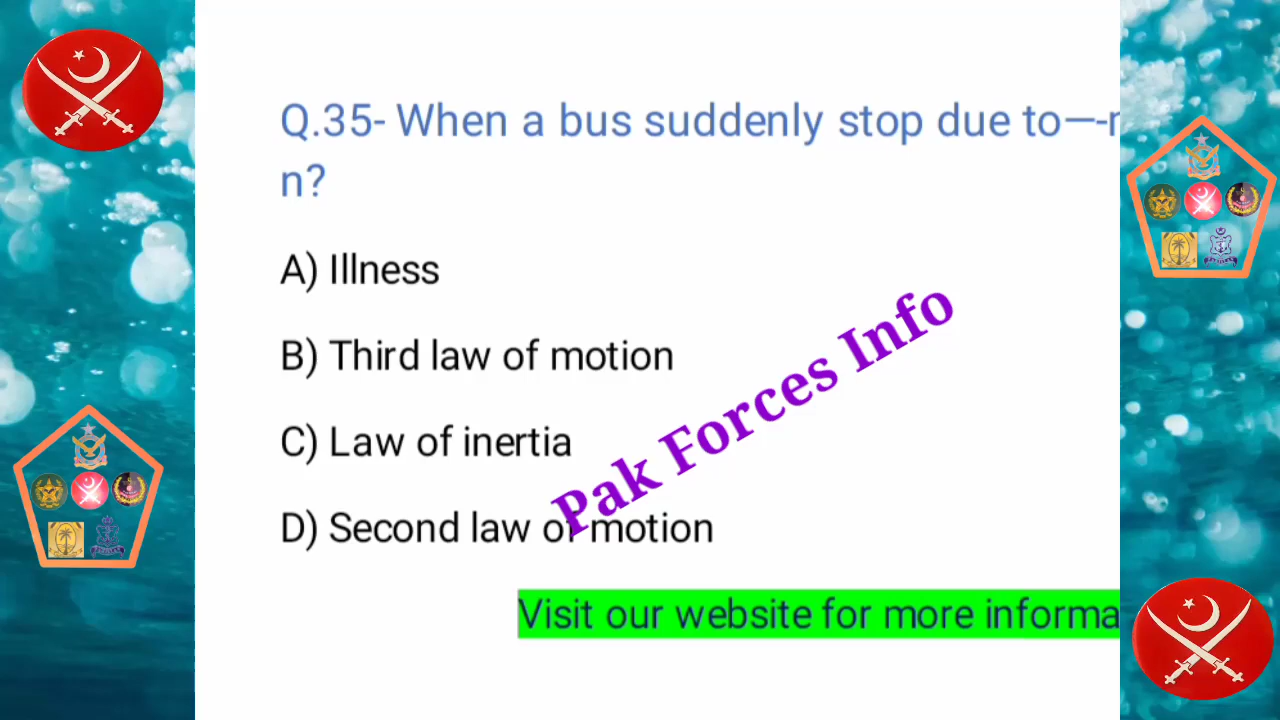 Q.35- When a bus suddenly stop due to—-
n?
A) Illness
B) Third law of motion
C) Law of inertia
D) Second law of motion
Pak Forces Info
Visit our website for more informa